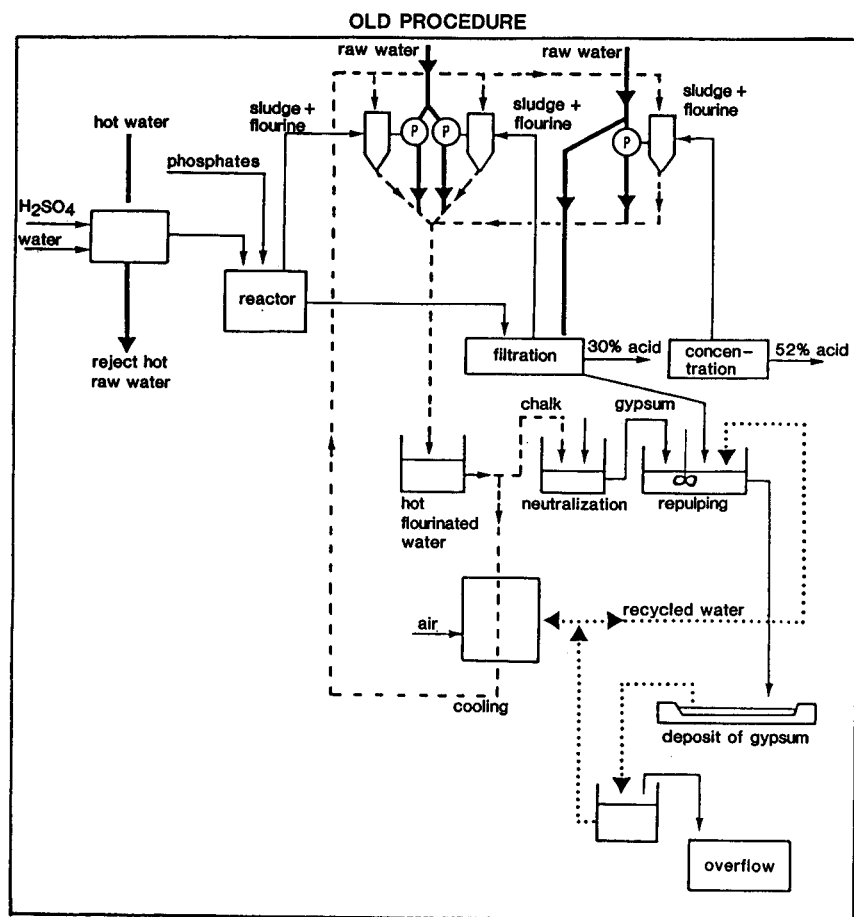 OLD PROCEDURE
raw water
raw water
sludge +
flourine
sludge +
flourine
sludge +
flourine
hot water
P
P
P
phosphates
H₂SO4
water
reactor
reject hot
raw water
filtration
30% acid
concen-
tration
52% acid
chalk
gypsum
hot
flourinated
water
neutralization
repulping
air
recycled water
cooling
deposit of gypsum
overflow